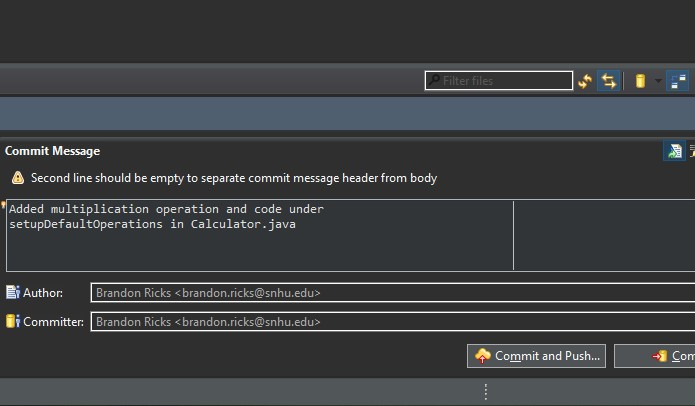 Filter files
Commit Message
Second line should be empty to separate commit message header from body
Added multiplication operation and code under
setupDefaultOperations in Calculator.java
Author:
Brandon Ricks <brandon.ricks@snhu.edu>
Committer:
Brandon Ricks <brandon.ricks@snhu.edu>
Commit and Push...
Com